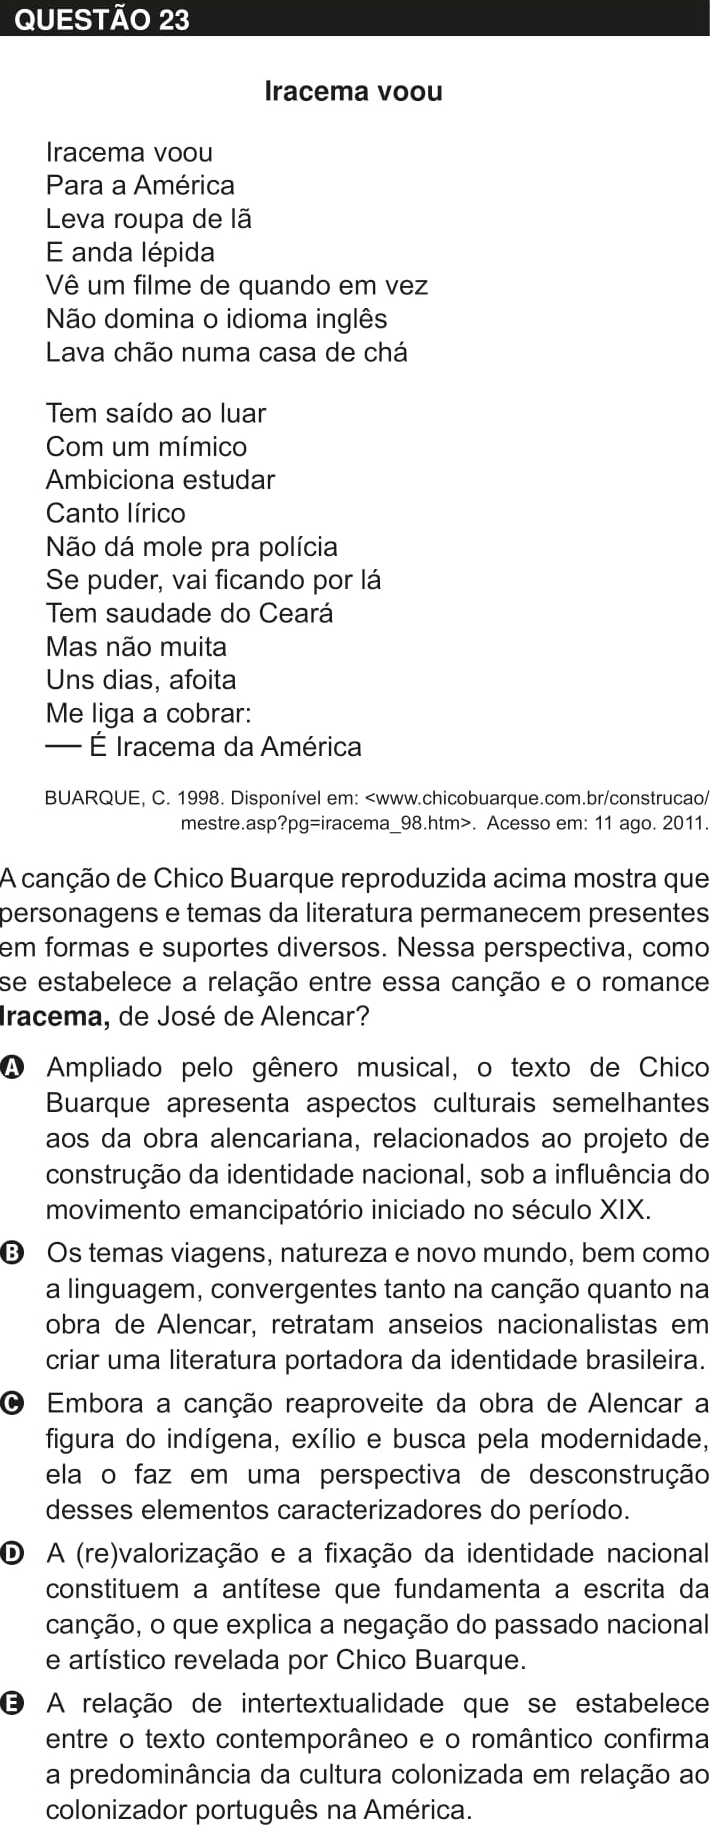 QUESTÃO 23
Iracema voou
Iracema voou
Para a América
Leva roupa de lã
E anda lépida
Vê um filme de quando em vez
Não domina o idioma inglês
Lava chão numa casa de chá
Tem saído ao luar
Com um mímico
Ambiciona estudar
Canto lírico
Não dá mole pra polícia
Se puder, vai ficando por lá
Tem saudade do Ceará
Mas não muita
Uns dias, afoita
Me liga a cobrar:
— É Iracema da América
BUARQUE, C. 1998. Disponível em: <www.chicobuarque.com.br/construcao/
mestre.asp?pg=iracema_98.htm>. Acesso em: 11 ago. 2011.
A canção de Chico Buarque reproduzida acima mostra que
personagens e temas da literatura permanecem presentes
em formas e suportes diversos. Nessa perspectiva, como
se estabelece a relação entre essa canção e o romance
Iracema, de José de Alencar?
A Ampliado pelo gênero musical, o texto de Chico
Buarque apresenta aspectos culturais semelhantes
aos da obra alencariana, relacionados ao projeto de
construção da identidade nacional, sob a influência do
movimento emancipatório iniciado no século XIX.
B Os temas viagens, natureza e novo mundo, bem como
a linguagem, convergentes tanto na canção quanto na
obra de Alencar, retratam anseios nacionalistas em
criar uma literatura portadora da identidade brasileira.
C Embora a canção reaproveite da obra de Alencar a
figura do indígena, exílio e busca pela modernidade,
ela o faz em uma perspectiva de desconstrução
desses elementos caracterizadores do período.
D A (re)valorização e a fixação da identidade nacional
constituem a antítese que fundamenta a escrita da
canção, o que explica a negação do passado nacional
e artístico revelada por Chico Buarque.
E A relação de intertextualidade que se estabelece
entre o texto contemporâneo e o romântico confirma
a predominância da cultura colonizada em relação ao
colonizador português na América.